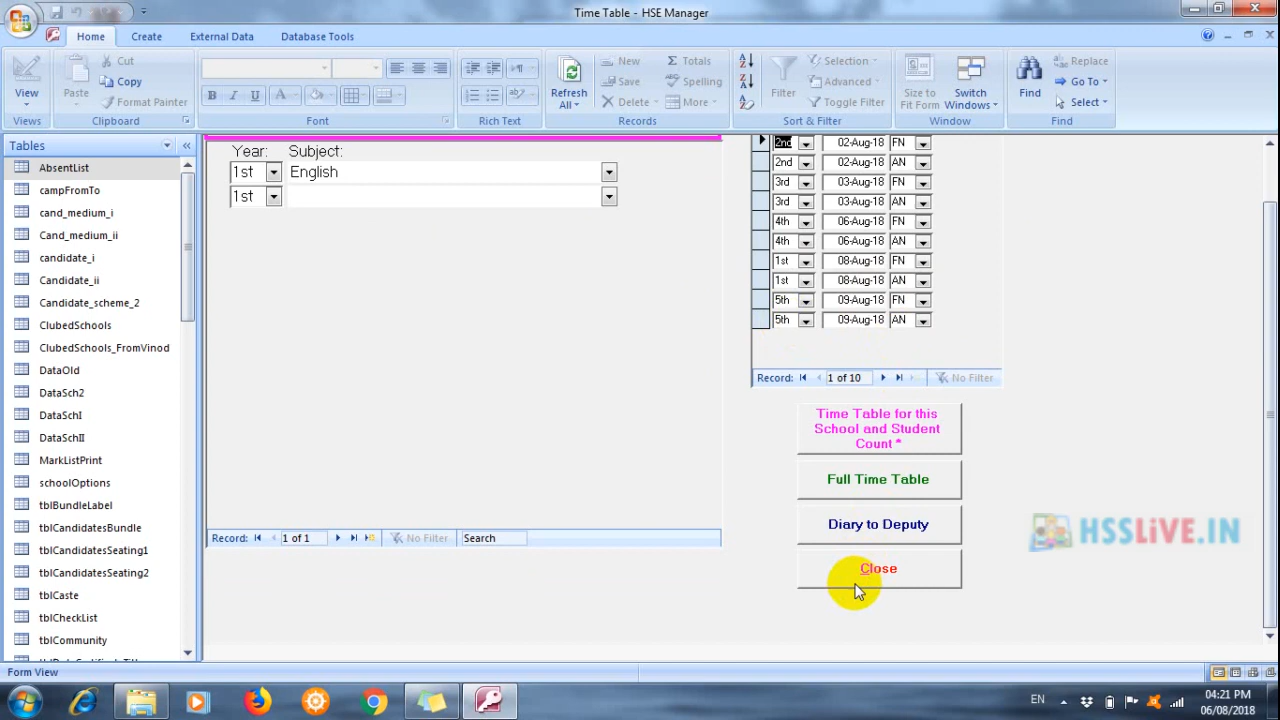 Time Table - HSE Manager
Home Create External Data Database Tools
View
Views
Paste
Cut
Copy
Format Painter
Clipboard
B I U A
Font
Rich Text
Refresh All
New
Save
Delete
Totals
Spelling
More
Records
Filter
Selection
Advanced
Toggle Filter
Sort & Filter
Size to Fit Form
Switch Windows
Window
Find
Replace
Go To
Select
Find
Tables
AbsentList
campFromTo
cand_medium_i
Cand_medium_ii
candidate_i
Candidate_ii
Candidate_scheme_2
ClubedSchools
ClubedSchools_FromVinod
DataOld
DataSch2
DataSchI
DataSchII
MarkListPrint
schoolOptions
tblBundleLabel
tblCandidatesBundle
tblCandidatesSeating1
tblCandidatesSeating2
tblCaste
tblCheckList
tblCommunity
Year: Subject:
1st English
1st
Record: 1 of 1 No Filter Search
2nd 02-Aug-18 FN
2nd 02-Aug-18 AN
3rd 03-Aug-18 FN
3rd 03-Aug-18 AN
4th 06-Aug-18 FN
4th 06-Aug-18 AN
1st 08-Aug-18 FN
1st 08-Aug-18 AN
5th 09-Aug-18 FN
5th 09-Aug-18 AN
Record: 1 of 10 No Filter
Time Table for this
School and Student
Count *
Full Time Table
Diary to Deputy
Close
HSSLiVE.IN
Form View
EN
04:21 PM
06/08/2018